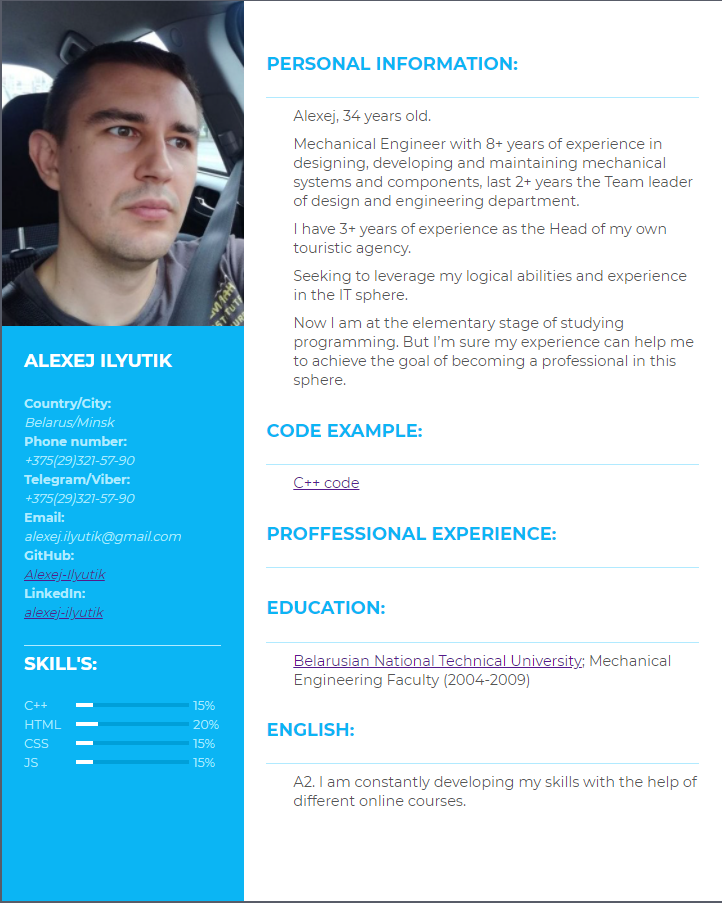 ALEXEJ ILYUTIK
Country/City:
Belarus/Minsk
Phone number:
+375(29)321-57-90
Telegram/Viber:
+375(29)321-57-90
Email:
alexej.ilyutik@gmail.com
GitHub:
Alexej-Ilyutik
LinkedIn:
alexej-ilyutik
SKILL'S:
C++ 15%
HTML 20%
CSS 15%
JS 15%
PERSONAL INFORMATION:
Alexej, 34 years old.
Mechanical Engineer with 8+ years of experience in
designing, developing and maintaining mechanical
systems and components, last 2+ years the Team leader
of design and engineering department.
I have 3+ years of experience as the Head of my own
touristic agency.
Seeking to leverage my logical abilities and experience
in the IT sphere.
Now I am at the elementary stage of studying
programming. But I’m sure my experience can help me
to achieve the goal of becoming a professional in this
sphere.
CODE EXAMPLE:
C++ code
PROFFESSIONAL EXPERIENCE:
EDUCATION:
Belarusian National Technical University; Mechanical
Engineering Faculty (2004-2009)
ENGLISH:
A2. I am constantly developing my skills with the help of
different online courses.